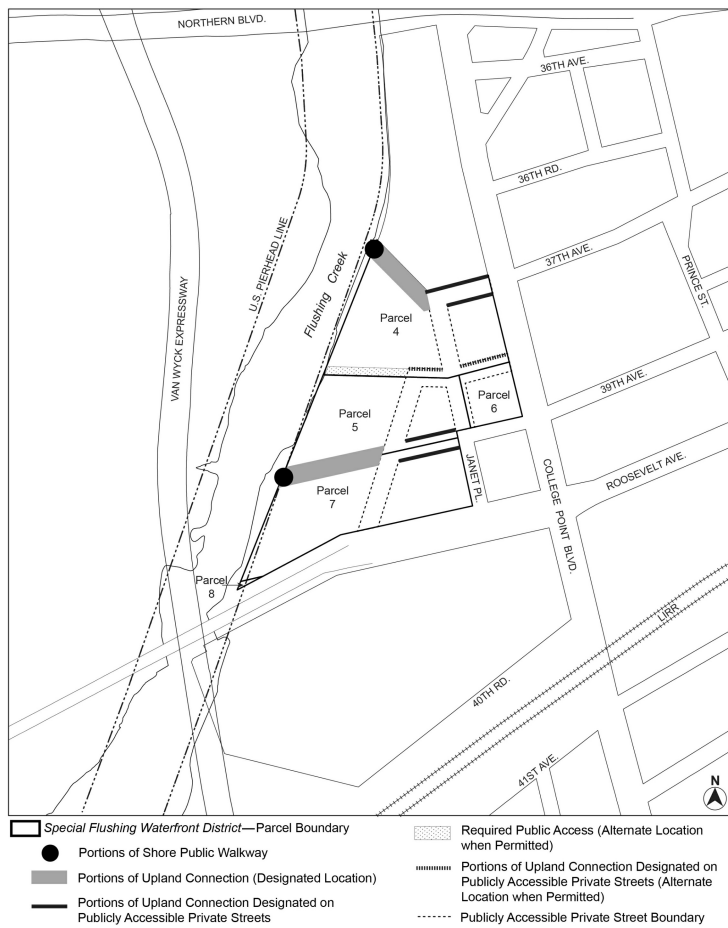 NORTHERN BLVD.
36TH AVE.
36TH RD.
37TH AVE.
PRINCE ST.
U.S. PIERHEAD LINE
Flushing Creek
VAN WYCK EXPRESSWAY
Parcel
4
39TH AVE.
Parcel
6
Parcel
5
JANET PL.
COLLEGE POINT BLVD.
ROOSEVELT AVE.
Parcel
7
Parcel
8
LIRR
40TH RD.
41ST AVE.
N
Special Flushing Waterfront District—Parcel Boundary
Portions of Shore Public Walkway
Portions of Upland Connection (Designated Location)
Portions of Upland Connection Designated on
Publicly Accessible Private Streets
Required Public Access (Alternate Location
when Permitted)
Portions of Upland Connection Designated on
Publicly Accessible Private Streets (Alternate
Location when Permitted)
Publicly Accessible Private Street Boundary